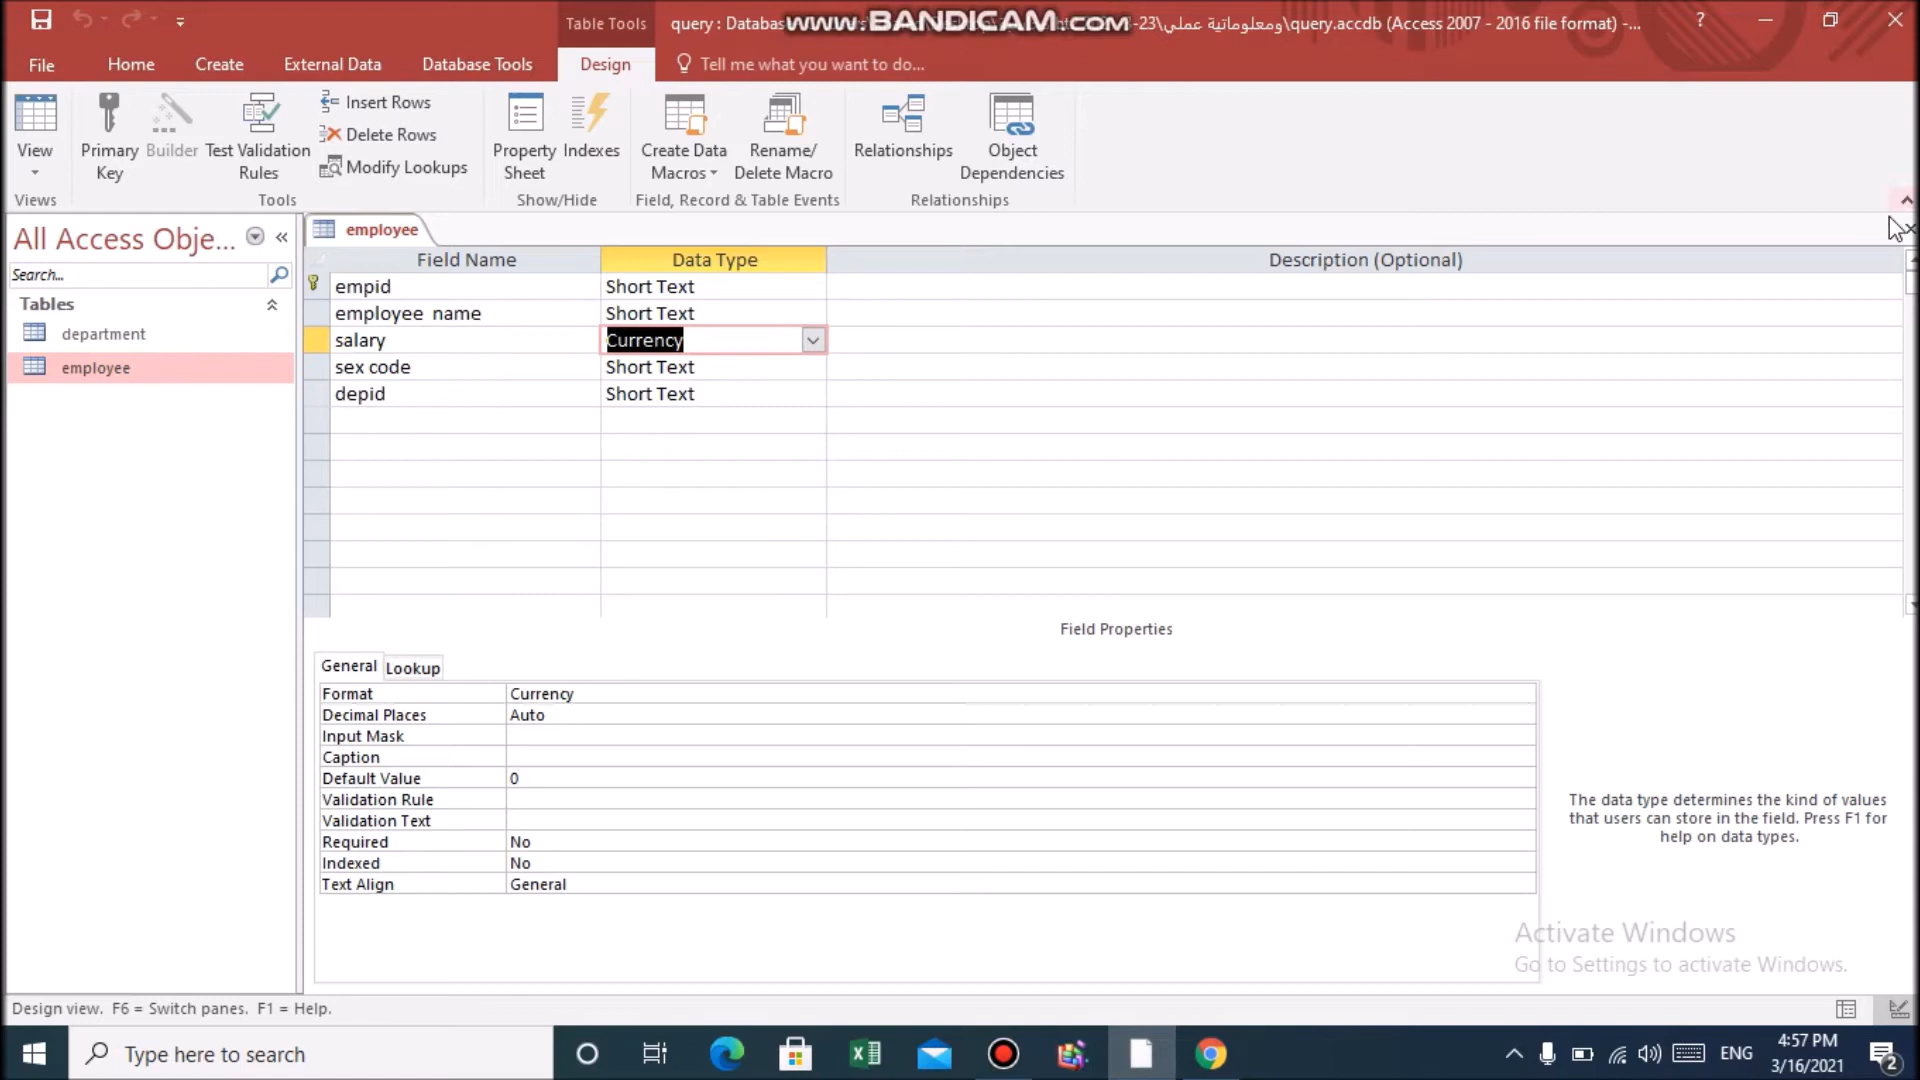 Table Tools
query : Databas
www.BANDICAM.com
23-\ومعلوماتية عملي\query.accdb (Access 2007 - 2016 file format) -...
?
File
Home
Create
External Data
Database Tools
Design
Tell me what you want to do...
View
Primary Key
Builder
Test Validation Rules
Insert Rows
Delete Rows
Modify Lookups
Property Sheet
Indexes
Create Data Macros
Rename/ Delete Macro
Relationships
Object Dependencies
Views
Tools
Show/Hide
Field, Record & Table Events
Relationships
All Access Obje...
Search...
Tables
department
employee
employee
Field Name
Data Type
Description (Optional)
empid
Short Text
employee name
Short Text
salary
Currency
sex code
Short Text
depid
Short Text
Field Properties
General
Lookup
Format
Currency
Decimal Places
Auto
Input Mask
Caption
Default Value
0
Validation Rule
Validation Text
Required
No
Indexed
No
Text Align
General
The data type determines the kind of values
that users can store in the field. Press F1 for
help on data types.
Activate Windows
Go to Settings to activate Windows.
Design view. F6 = Switch panes. F1 = Help.
Type here to search
ENG
4:57 PM
3/16/2021
2